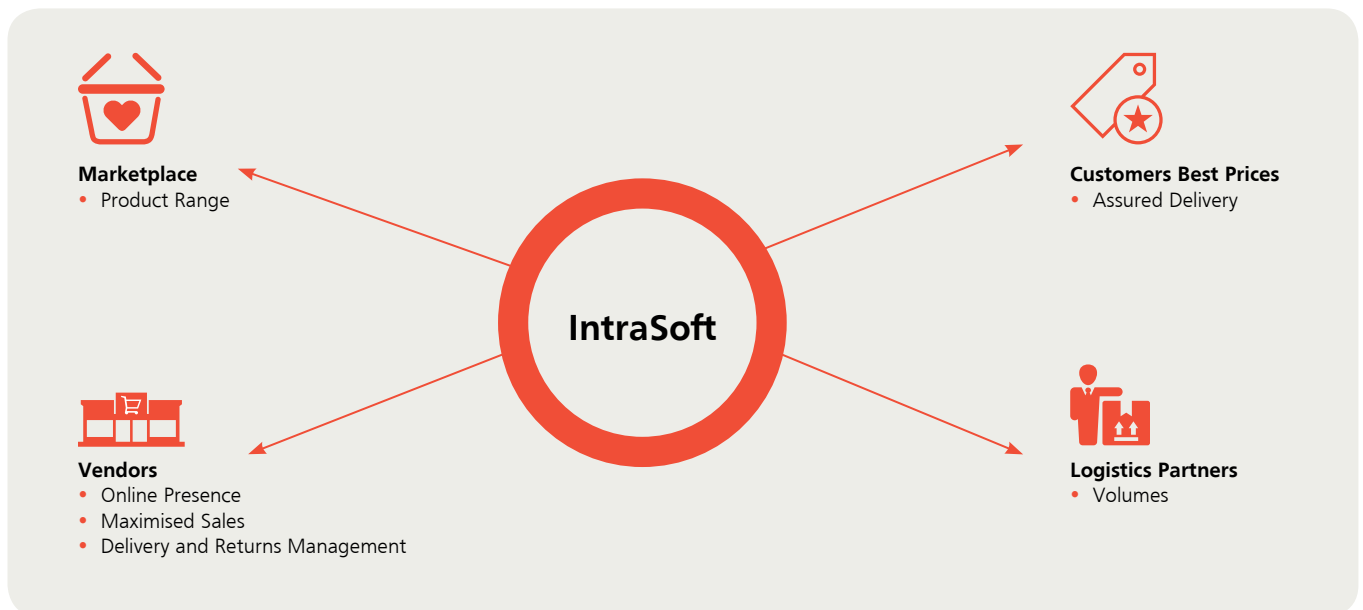 Marketplace
• Product Range
Customers Best Prices
• Assured Delivery
IntraSoft
Vendors
• Online Presence
• Maximised Sales
• Delivery and Returns Management
Logistics Partners
• Volumes